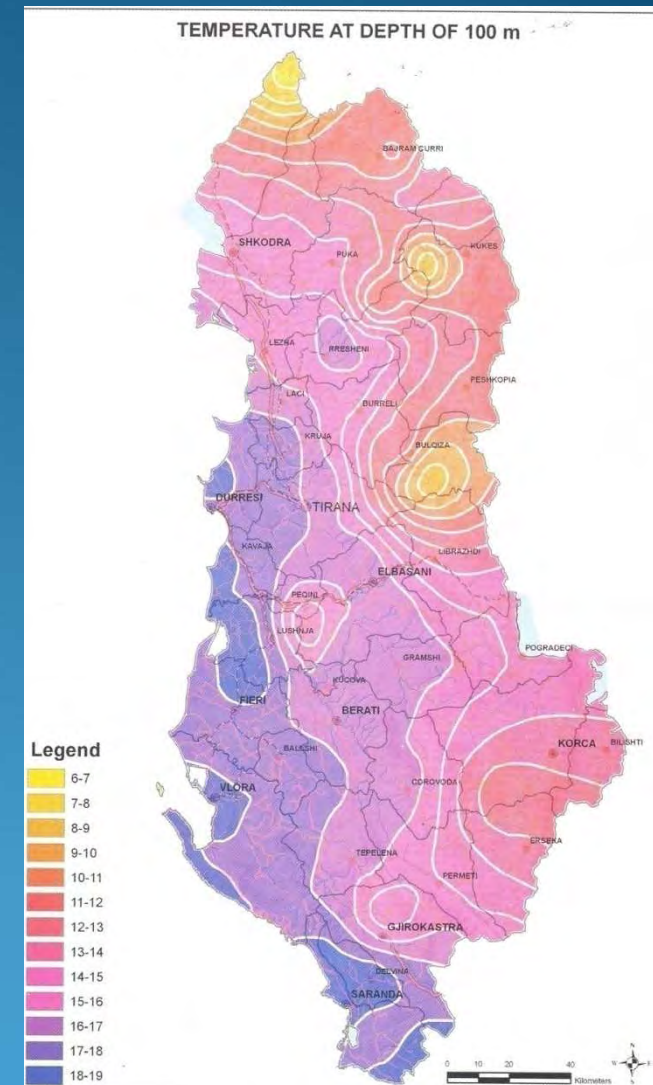 TEMPERATURE AT DEPTH OF 100 m
BAJRAM CURRI
SHKODRA
PUKA
KUKES
LEZHA
RRESHENI
PESHKOPIA
LACI
BURRELI
KRUJA
BULQIZA
DURRESI
TIRANA
KAVAJA
LIBRAZHDI
ELBASANI
PEQINI
LUSHNJA
POGRADECI
GRAMSHI
KUCOVA
FIERI
BERATI
KORCA
BILISHTI
BALLSHI
VLORA
COROVODA
ERSEKA
TEPELENA
PERMETI
GJIROKASTRA
DELVINA
SARANDA
Legend
6-7
7-8
8-9
9-10
10-11
11-12
12-13
13-14
14-15
15-16
16-17
17-18
18-19
N
W
E
S
0 10 20 40
Kilometers